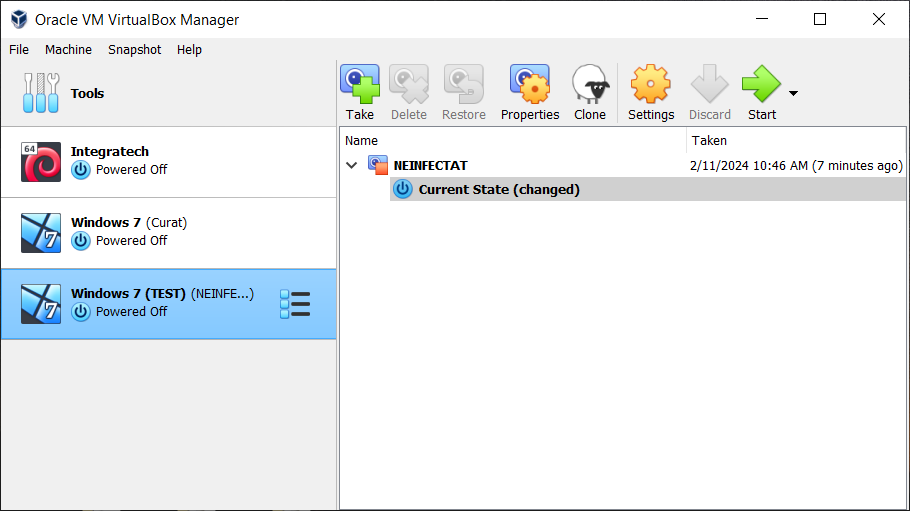 Oracle VM VirtualBox Manager
File Machine Snapshot Help
Tools
Take Delete Restore Properties Clone Settings Discard Start
Name Taken
NEINFECTAT 2/11/2024 10:46 AM (7 minutes ago)
Current State (changed)
64
Integratech
Powered Off
Windows 7 (Curat)
Powered Off
7
Windows 7 (TEST) (NEINFE...)
Powered Off
7